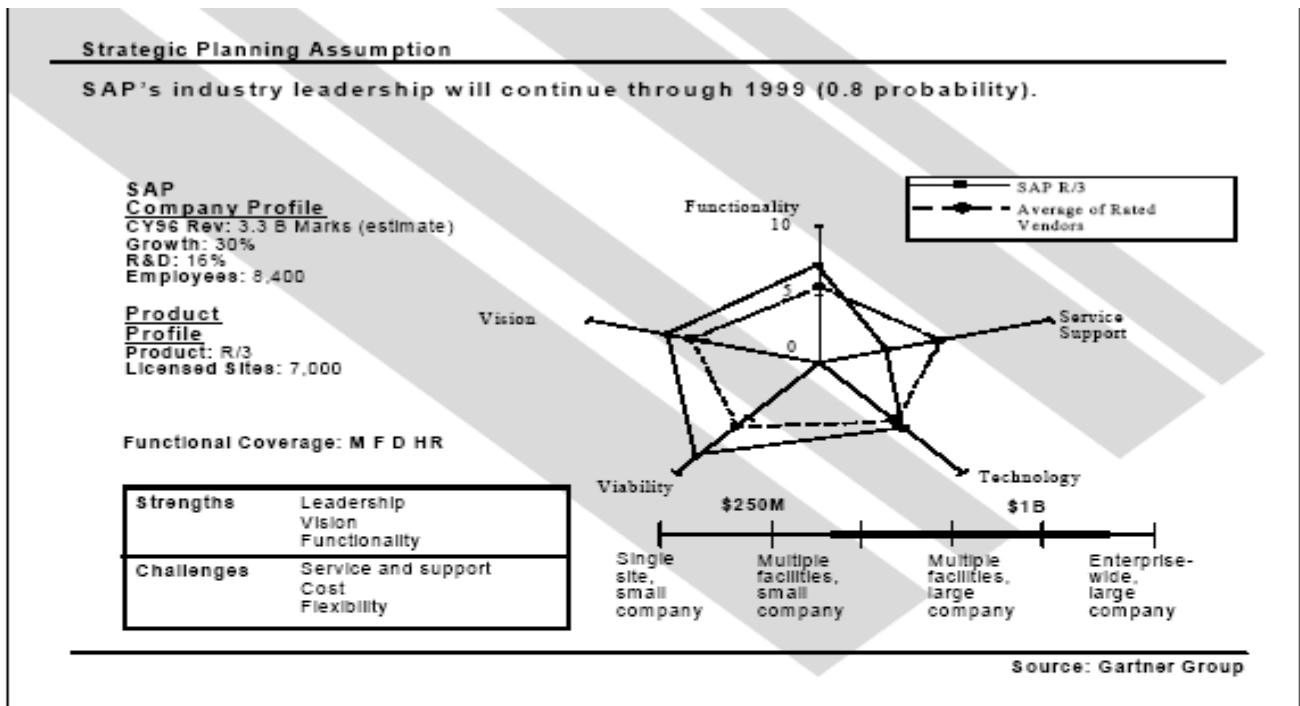 Strategic Planning Assumption
SAP's industry leadership will continue through 1999 (0.8 probability).
SAP
Company Profile
CY96 Rev: 3.3 B Marks (estimate)
Growth: 30%
R&D: 16%
Employees: 8,400
Product
Profile
Product: R/3
Licensed Sites: 7,000
Functional Coverage: M F D HR
Strengths
Leadership
Vision
Functionality
Challenges
Service and support
Cost
Flexibility
SAP R/3
Average of Rated
Vendors
Functionality
10
5
0
Vision
Service
Support
Viability
Technology
$250M
$1B
Single
site,
small
company
Multiple
facilities,
small
company
Multiple
facilities,
large
company
Enterprise-
wide,
large
company
Source: Gartner Group